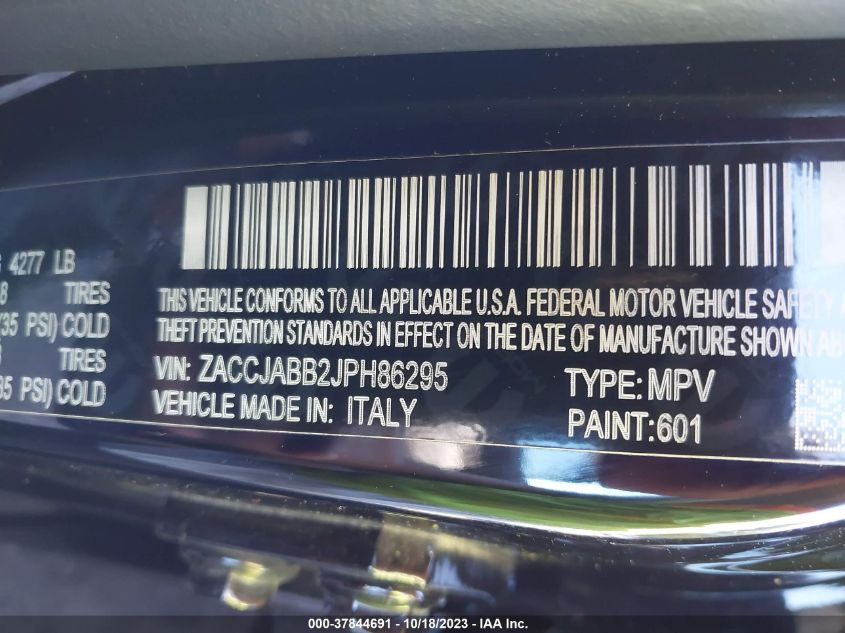 4277 LB
TIRES
35 PSI) COLD
TIRES
35 PSI) COLD
THIS VEHICLE CONFORMS TO ALL APPLICABLE U.S.A. FEDERAL MOTOR VEHICLE SAFETY
THEFT PREVENTION STANDARDS IN EFFECT ON THE DATE OF MANUFACTURE SHOWN AB
VIN: ZACCJABB2JPH86295
TYPE: MPV
VEHICLE MADE IN: ITALY
PAINT: 601
000-37844691 - 10/18/2023 - IAA Inc.